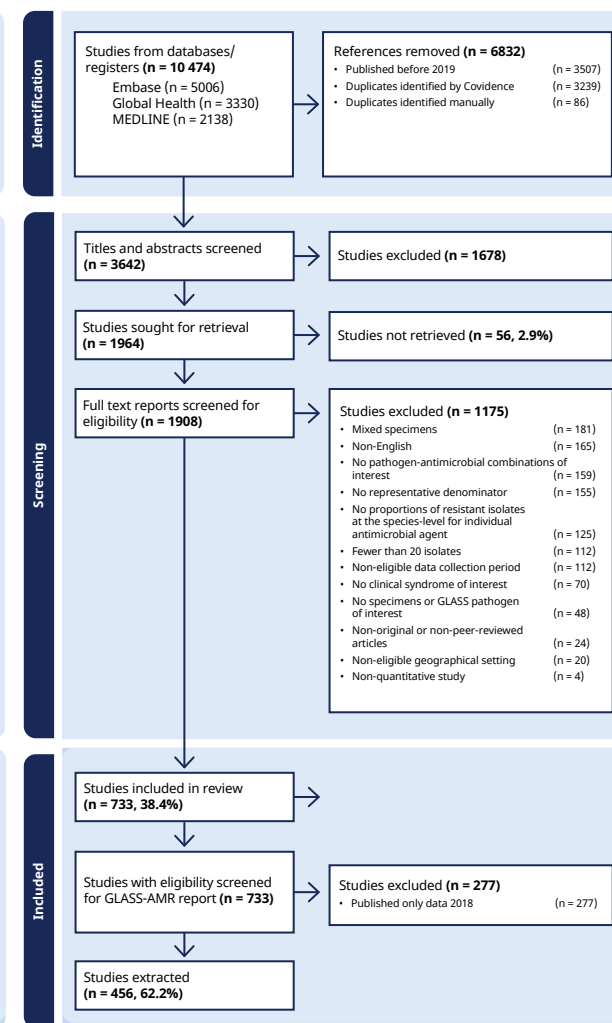 Identification
Studies from databases/
registers (n = 10 474)
Embase (n = 5006)
Global Health (n = 3330)
MEDLINE (n = 2138)
References removed (n = 6832)
• Published before 2019 (n = 3507)
• Duplicates identified by Covidence (n = 3239)
• Duplicates identified manually (n = 86)
Screening
Titles and abstracts screened
(n = 3642)
Studies excluded (n = 1678)
Studies sought for retrieval
(n = 1964)
Studies not retrieved (n = 56, 2.9%)
Full text reports screened for
eligibility (n = 1908)
Studies excluded (n = 1175)
• Mixed specimens (n = 181)
• Non-English (n = 165)
• No pathogen-antimicrobial combinations of
interest (n = 159)
• No representative denominator (n = 155)
• No proportions of resistant isolates
at the species-level for individual
antimicrobial agent (n = 125)
• Fewer than 20 isolates (n = 112)
• Non-eligible data collection period (n = 112)
• No clinical syndrome of interest (n = 70)
• No specimens or GLASS pathogen
of interest (n = 48)
• Non-original or non-peer-reviewed
articles (n = 24)
• Non-eligible geographical setting (n = 20)
• Non-quantitative study (n = 4)
Included
Studies included in review
(n = 733, 38.4%)
Studies with eligibility screened
for GLASS-AMR report (n = 733)
Studies excluded (n = 277)
• Published only data 2018 (n = 277)
Studies extracted
(n = 456, 62.2%)